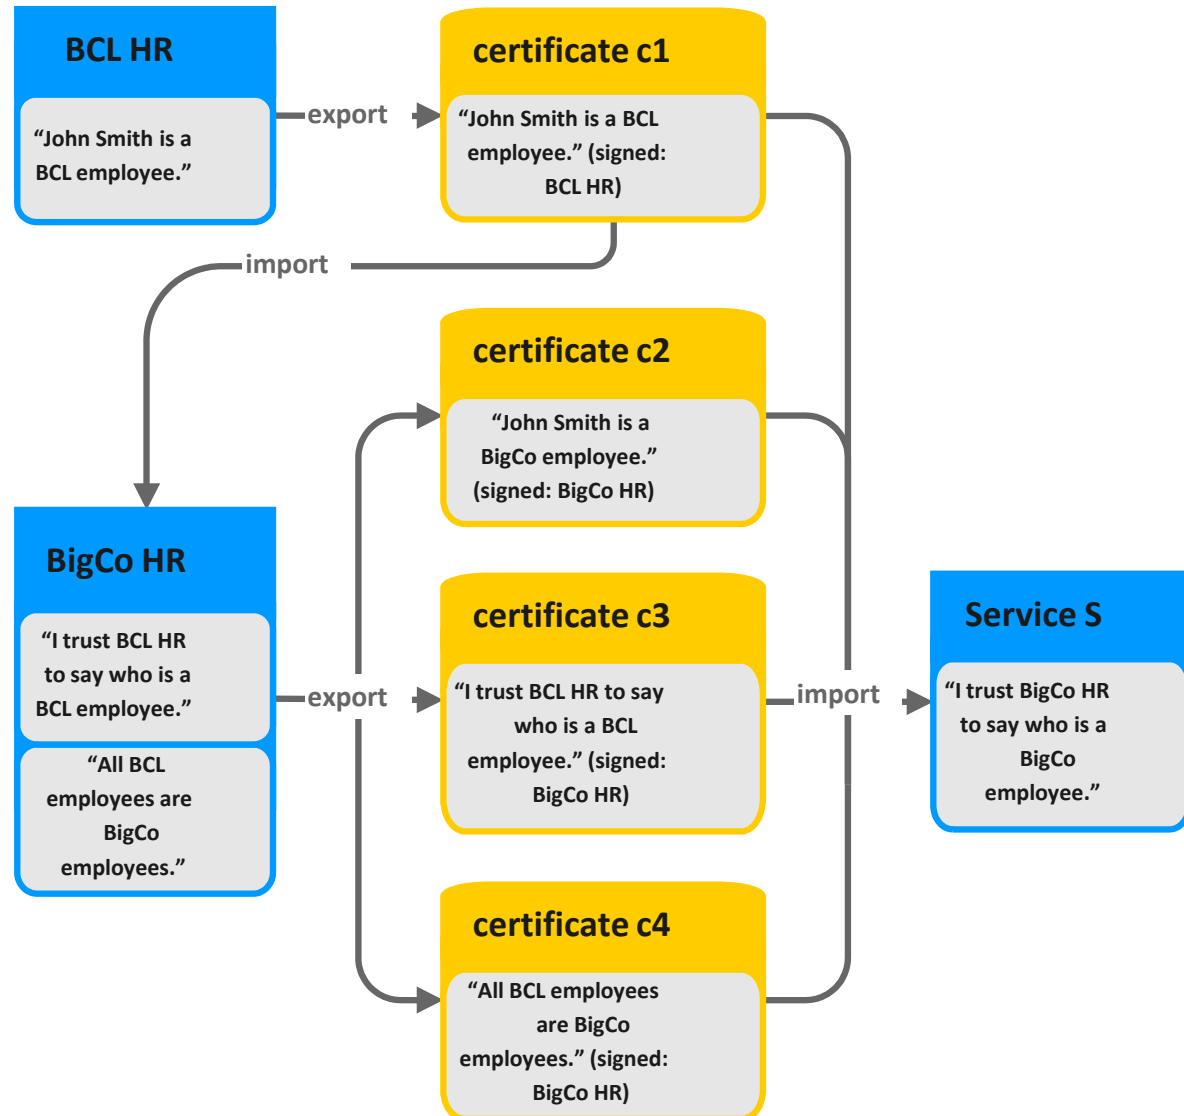 BCL HR
“John Smith is a
BCL employee.”
export
certificate c1
“John Smith is a BCL
employee.” (signed:
BCL HR)
import
certificate c2
“John Smith is a
BigCo employee.”
(signed: BigCo HR)
BigCo HR
“I trust BCL HR
to say who is a
BCL employee.”
“All BCL
employees are
BigCo
employees.”
export
certificate c3
“I trust BCL HR to say
who is a BCL
employee.” (signed:
BigCo HR)
import
Service S
“I trust BigCo HR
to say who is a
BigCo
employee.”
certificate c4
“All BCL employees
are BigCo
employees.” (signed:
BigCo HR)